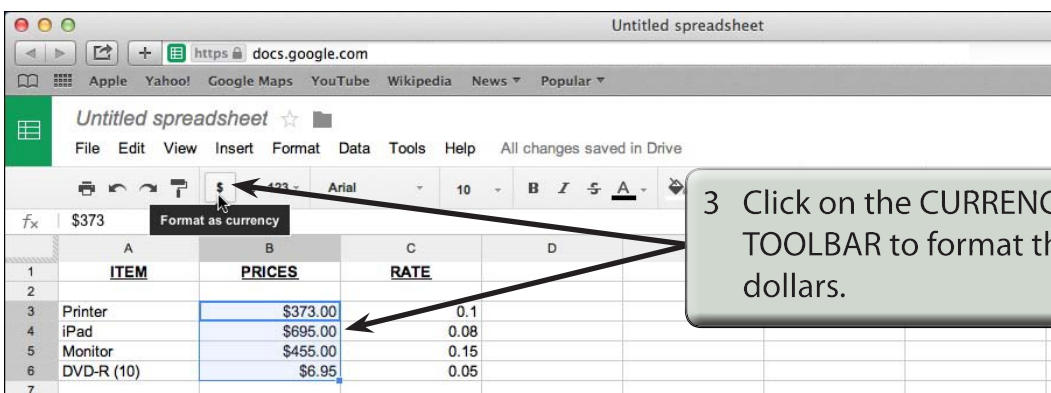 Untitled spreadsheet
https docs.google.com
Apple Yahoo! Google Maps YouTube Wikipedia News Popular
Untitled spreadsheet
File Edit View Insert Format Data Tools Help All changes saved in Drive
$ 123 Arial 10 B I S A
fx $373 Format as currency
A B C D
1 ITEM PRICES RATE
2
3 Printer $373.00 0.1
4 iPad $695.00 0.08
5 Monitor $455.00 0.15
6 DVD-R (10) $6.95 0.05
7
3 Click on the
TOOLBAR to format
dollars.